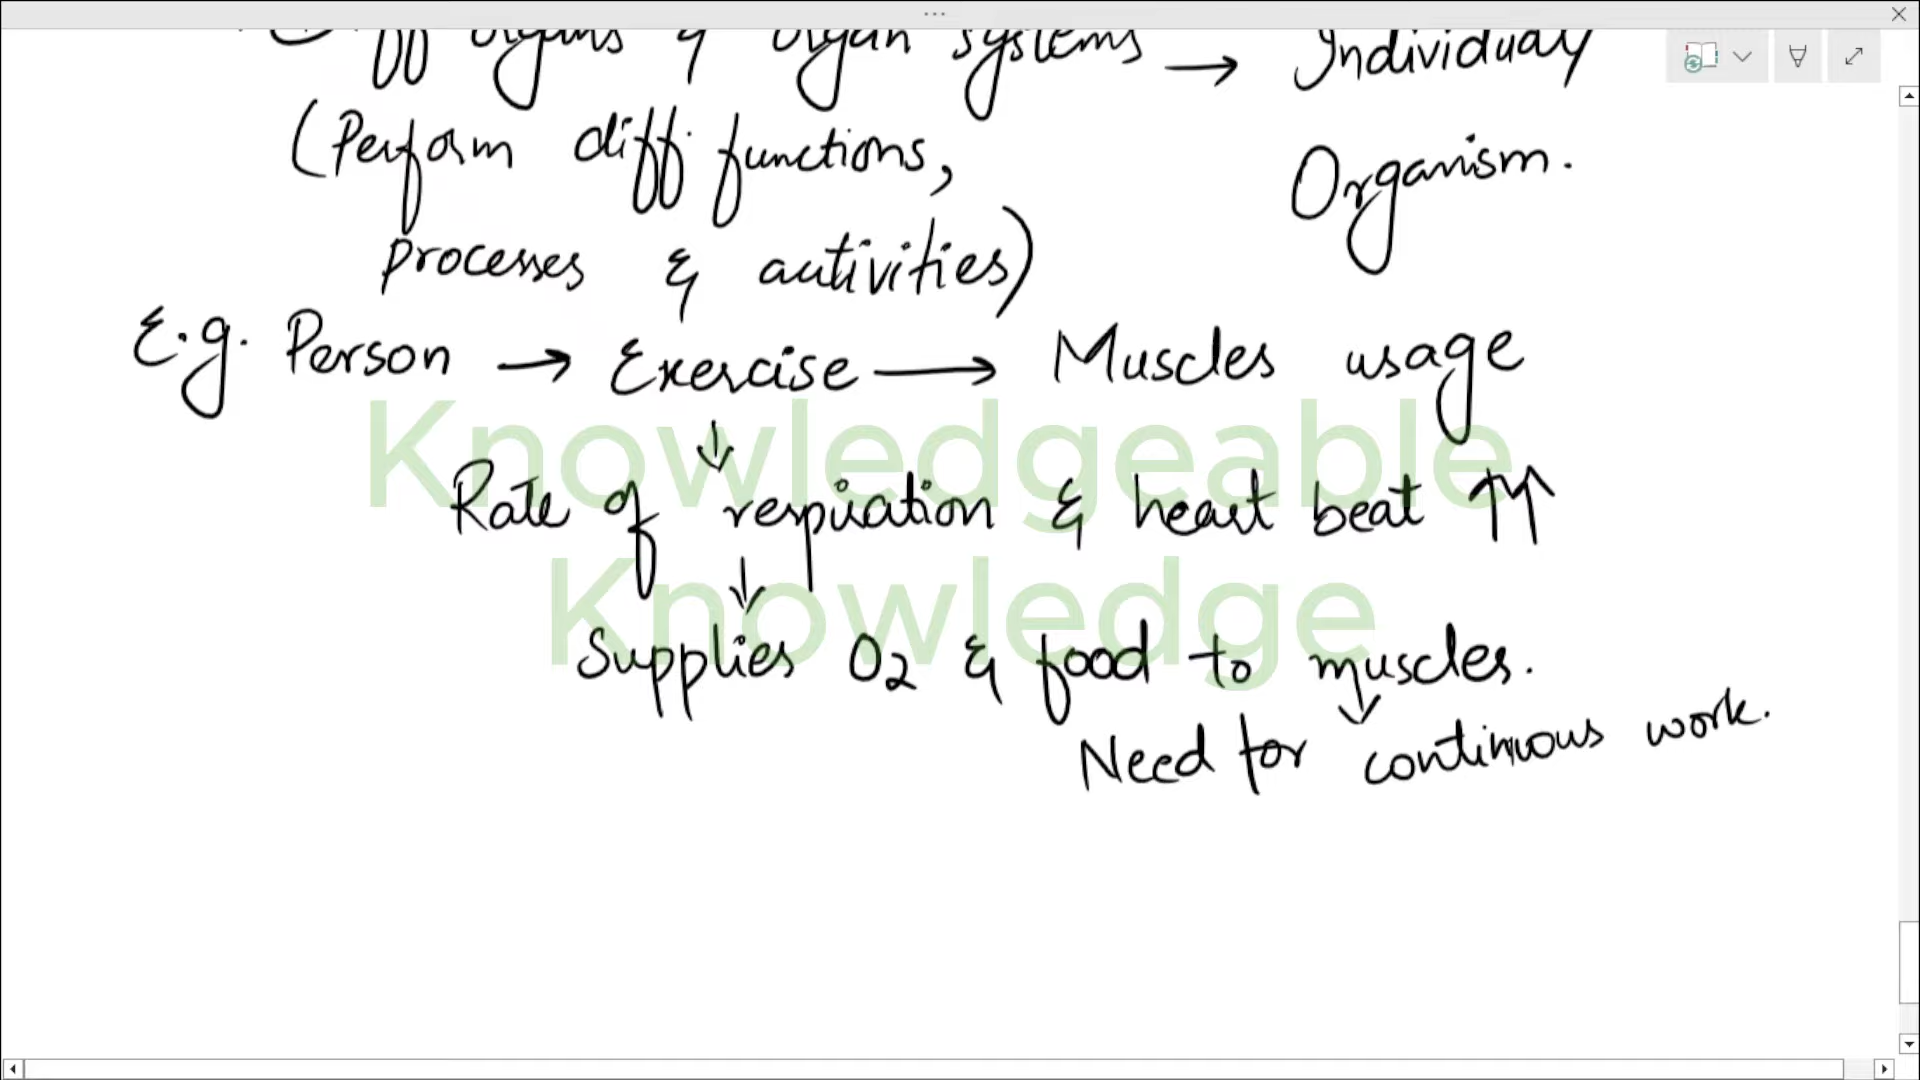 Diff organs & organ systems → Individual
(Perform diff functions, Organism.
processes & activities)
E.g. Person → Exercise → Muscles usage
↓
Rate of respiration & heart beat ↑↑
↓
Supplies O2 & food to muscles.
↓
Need for continuous work.
Knowledgeable
Knowledge